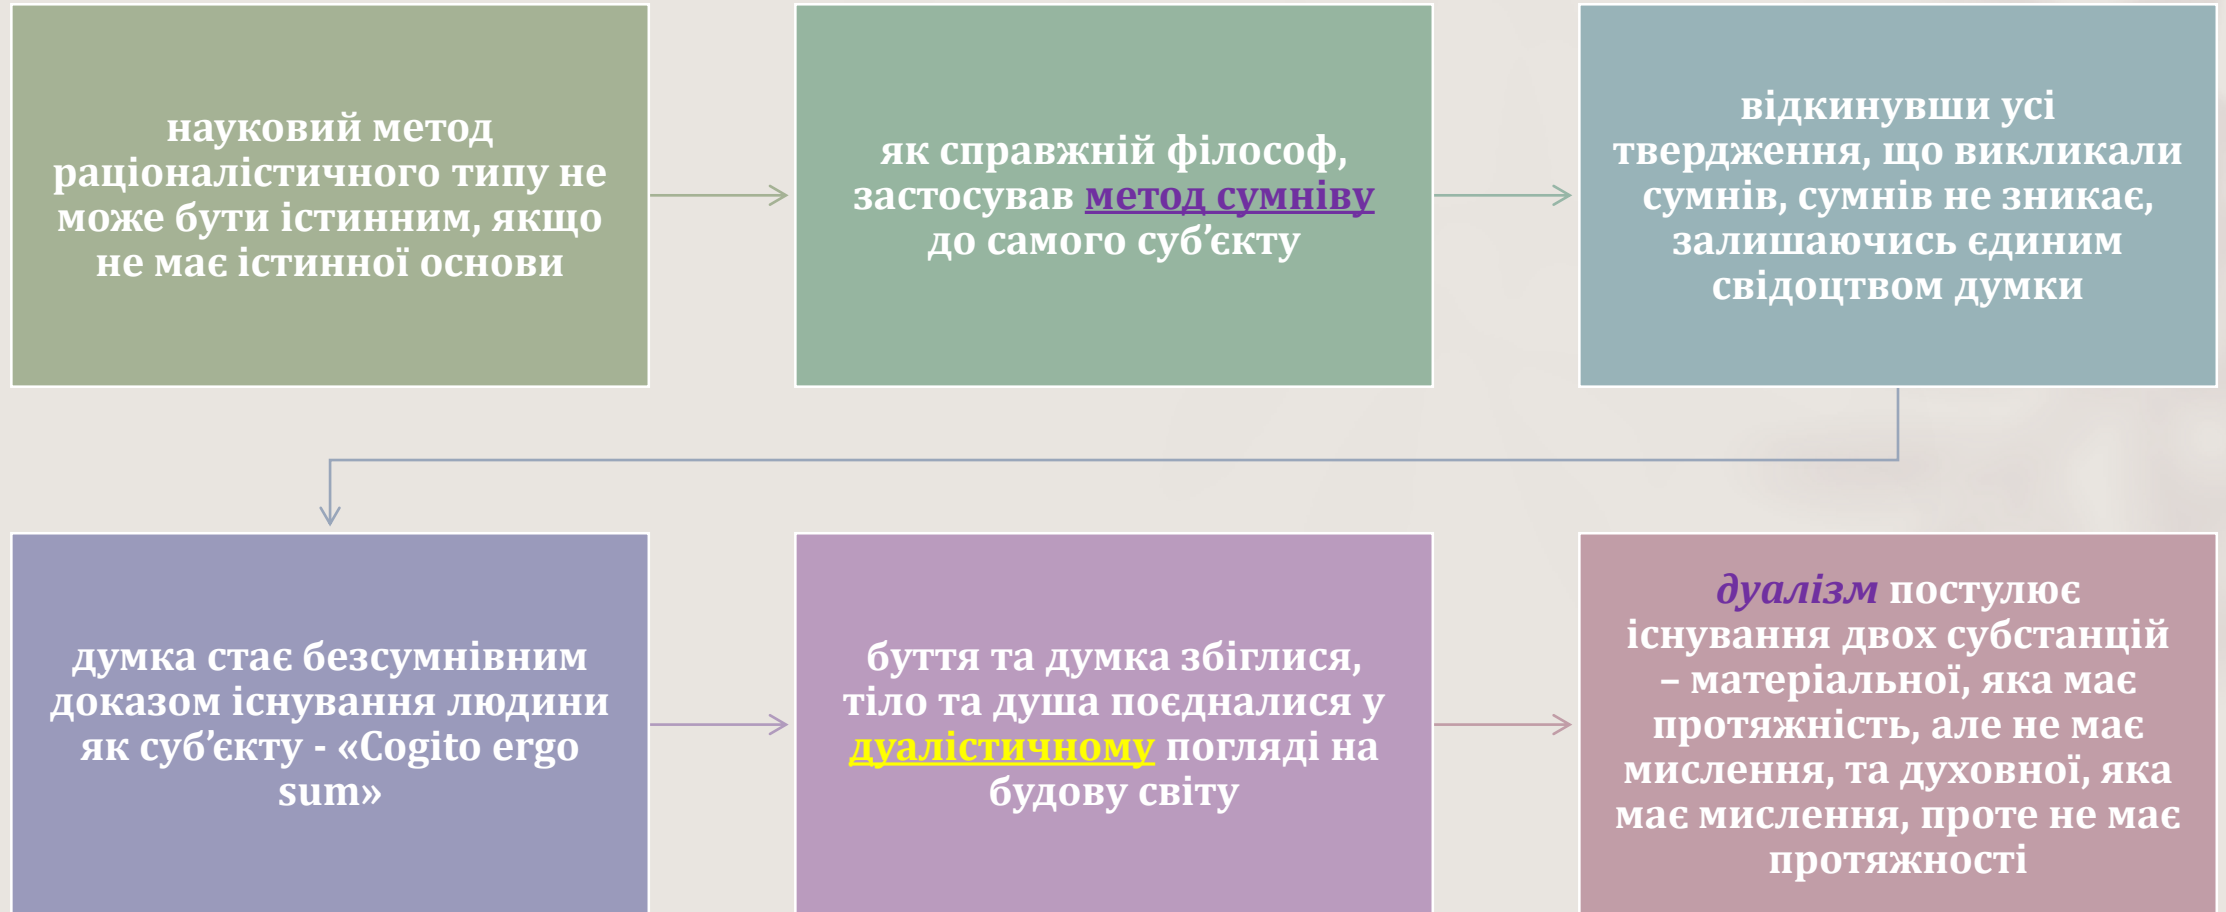 науковий метод
раціоналістичного типу не
може бути істинним, якщо
не має істинної основи
як справжній філософ,
застосував метод сумніву
до самого суб’єкту
відкинувши усі
твердження, що викликали
сумнів, сумнів не зникає,
залишаючись єдиним
свідоцтвом думки
думка стає безсумнівним
доказом існування людини
як суб’єкту - «Cogito ergo
sum»
буття та думка збіглися,
тіло та душа поєдналися у
дуалістичному погляді на
будову світу
дуалізм постулює
існування двох субстанцій
– матеріальної, яка має
протяжність, але не має
мислення, та духовної, яка
має мислення, проте не має
протяжності